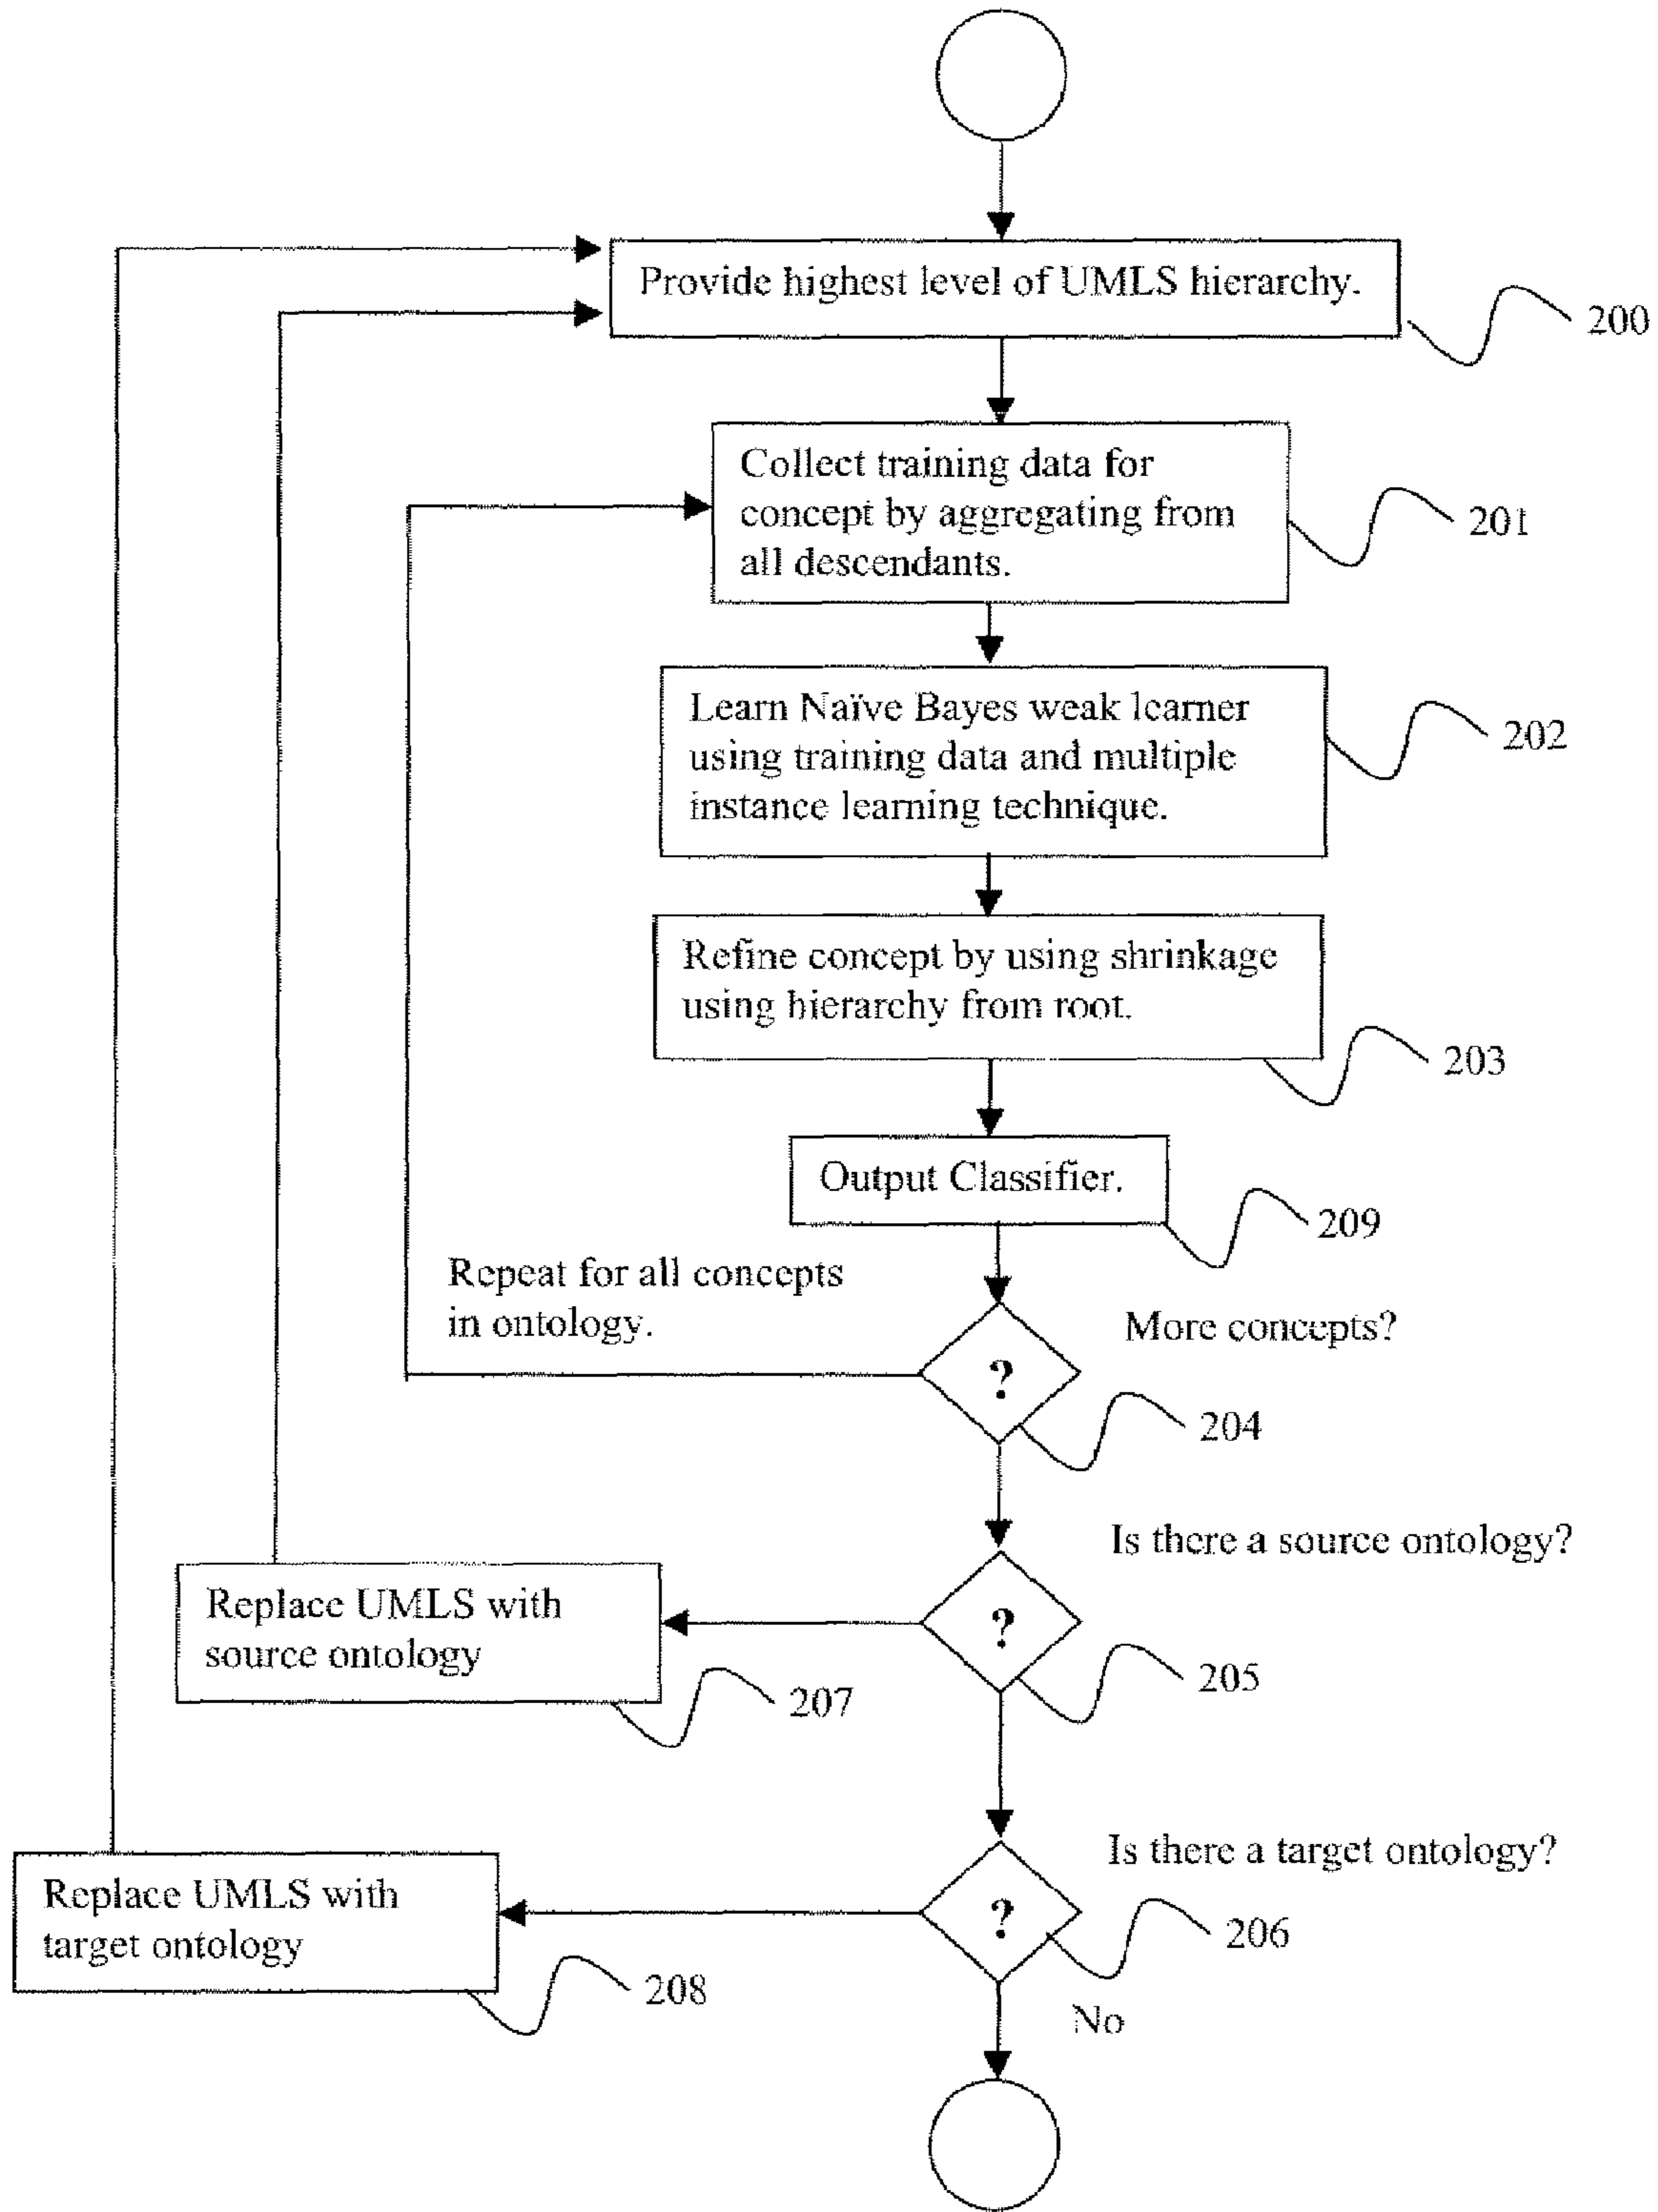 Provide highest level of UMLS hierarchy.
200
Collect training data for
concept by aggregating from
all descendants.
201
Learn Naïve Bayes weak learner
using training data and multiple
instance learning technique.
202
Refine concept by using shrinkage
using hierarchy from root.
203
Output Classifier.
209
Repeat for all concepts
in ontology.
More concepts?
?
204
Is there a source ontology?
?
205
Replace UMLS with
source ontology
207
Is there a target ontology?
?
206
Replace UMLS with
target ontology
208
No